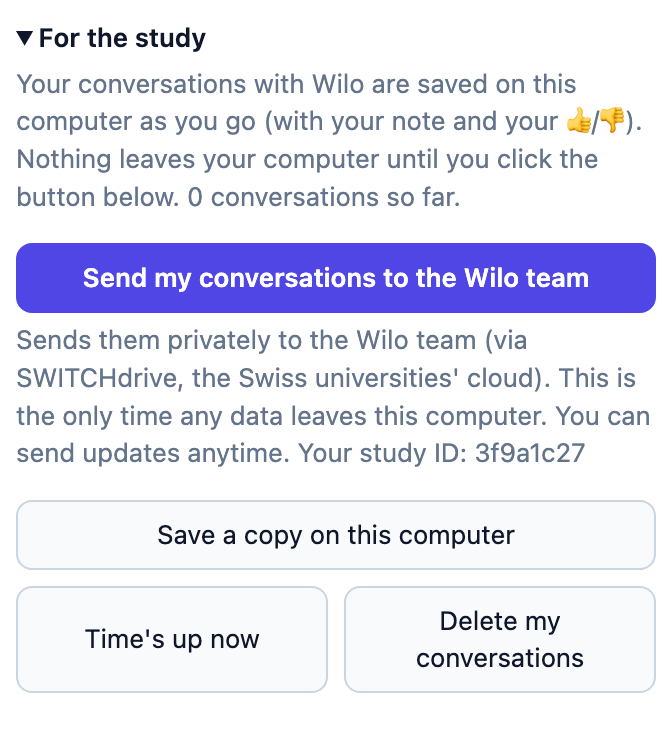 ▼ For the study
Your conversations with Wilo are saved on this
computer as you go (with your note and your 👍/👎).
Nothing leaves your computer until you click the
button below. 0 conversations so far.
Send my conversations to the Wilo team
Sends them privately to the Wilo team (via
SWITCHdrive, the Swiss universities' cloud). This is
the only time any data leaves this computer. You can
send updates anytime. Your study ID: 3f9a1c27
Save a copy on this computer
Time's up now
Delete my
conversations